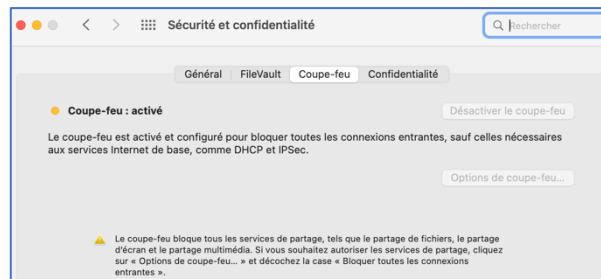 Sécurité et confidentialité
Rechercher
Général FileVault Coupe-feu Confidentialité
Coupe-feu : activé
Désactiver le coupe-feu
Le coupe-feu est activé et configuré pour bloquer toutes les connexions entrantes, sauf celles nécessaires
aux services Internet de base, comme DHCP et IPSec.
Options de coupe-feu...
Le coupe-feu bloque tous les services de partage, tels que le partage de fichiers, le partage
d'écran et le partage multimédia. Si vous souhaitez autoriser les services de partage, cliquez
sur « Options de coupe-feu... » et décochez la case « Bloquer toutes les connexions
entrantes ».